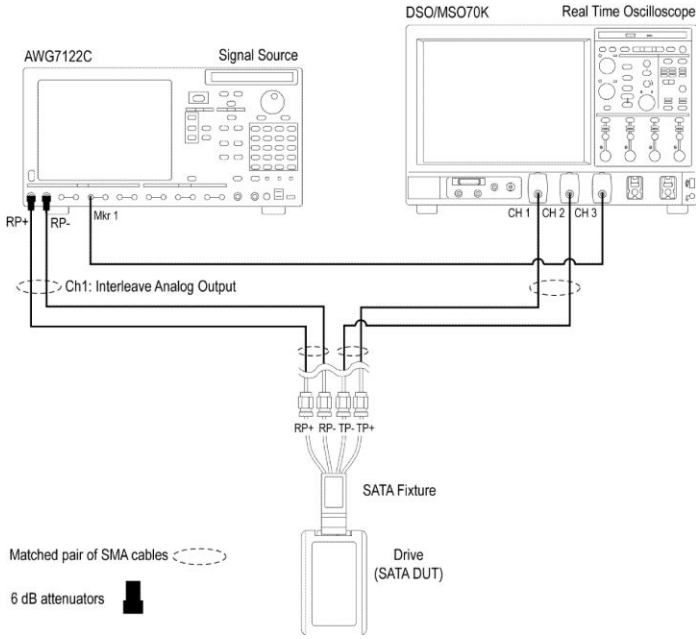 DSO/MSO70K
Real Time Oscilloscope
AWG7122C
Signal Source
RP+
RP-
Mkr 1
CH 1
CH 2
CH 3
Ch1: Interleave Analog Output
RP+ RP- TP- TP+
SATA Fixture
Drive
(SATA DUT)
Matched pair of SMA cables
6 dB attenuators